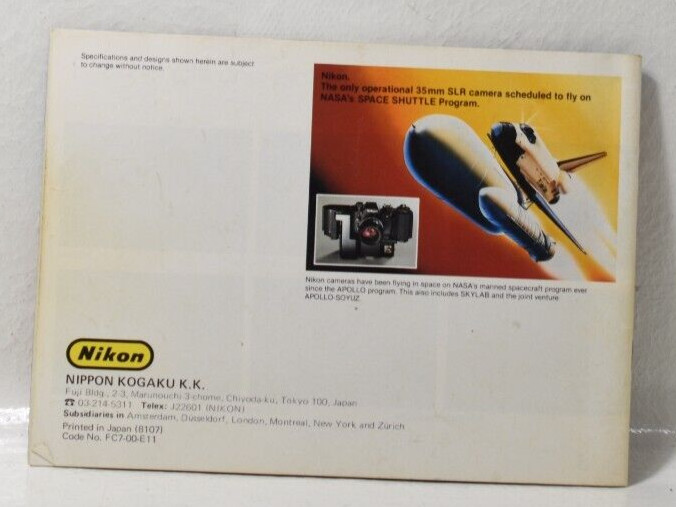 Specifications and designs shown herein are subject
to change without notice.
Nikon.
The only operational 35mm SLR camera scheduled to fly on
NASA's SPACE SHUTTLE Program.
Nikon cameras have been flying in space on NASA's manned spacecraft program ever
since the APOLLO program. This also includes SKYLAB and the joint venture
APOLLO-SOYUZ.
Nikon
NIPPON KOGAKU K.K.
Fuji Bldg., 2-3, Marunouchi 3-chome, Chiyoda-ku, Tokyo 100, Japan
☎ 03-214-5311 Telex: J22601 (NIKON)
Subsidiaries in Amsterdam, Düsseldorf, London, Montreal, New York and Zürich
Printed in Japan (8107)
Code No. FC7-00-E11